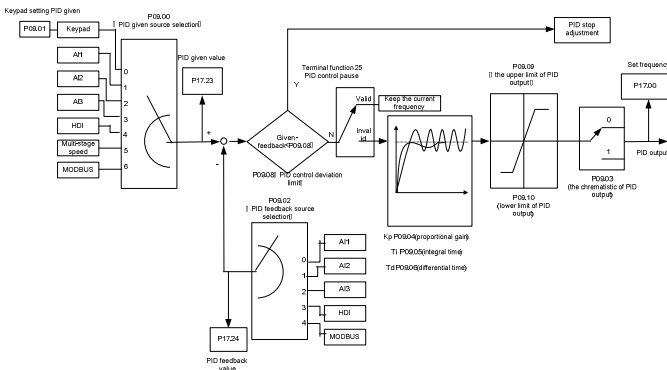 Keypad setting PID given
P09.01
Keypad
AI1
AI2
AI3
HDI
Multi-stage
speed
MODBUS
P09.00
[ PID given source selection]
0
1
2
3
4
5
6
PID given value
P17.23
+
-
Given-
feedback<P09.08]
P09.08[ PID control deviation
limit]
Y
N
Terminal function 25
PID control pause
Valid
Inval
id
Keep the current
frequency
PID stop
adjustment
Kp P09.04(proportional gain)
Ti P09.05(integral time)
Td P09.06(differential time)
P09.09
[ the upper limit of PID
output]
P09.10
(lower limit of PID
output)
0
1
P09.03
(the chrmatistic of PID
output)
Set frequency
P17.00
PID output
P09.02
[ PID feedback source
selection]
0
1
2
3
4
AI1
AI2
AI3
HDI
MODBUS
P17.24
PID feedback
value